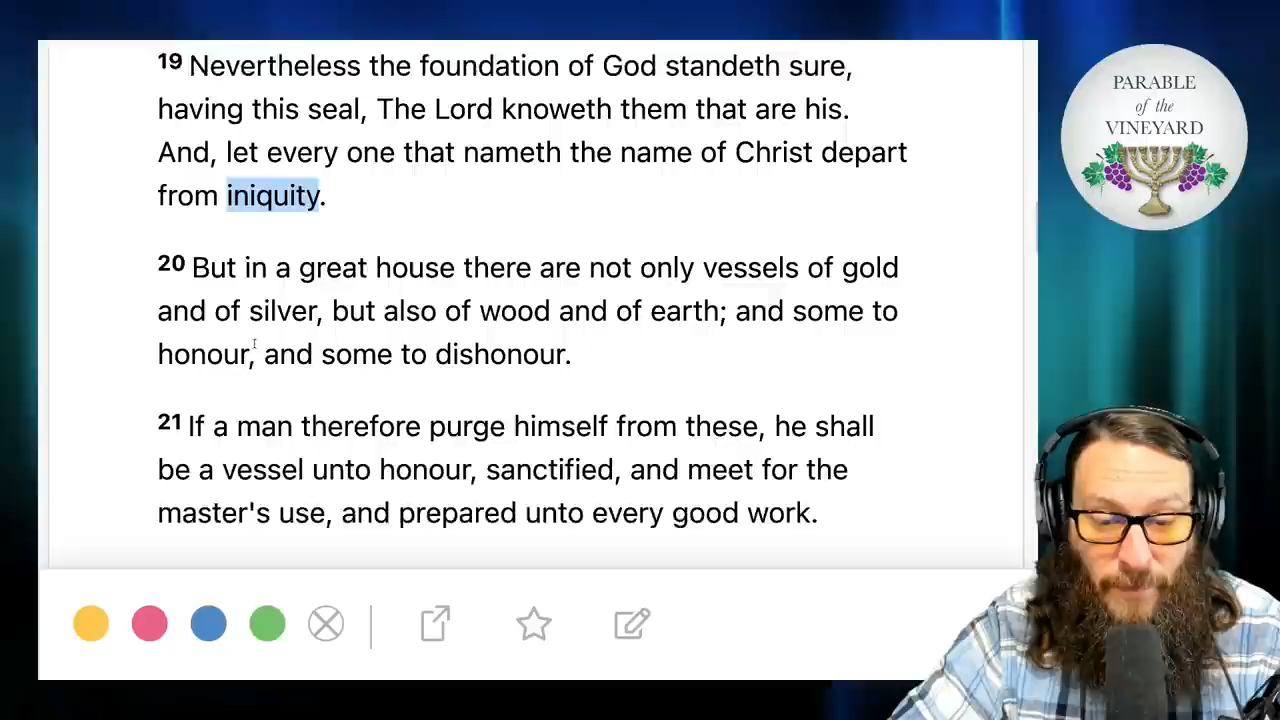 19 Nevertheless the foundation of God standeth sure,
having this seal, The Lord knoweth them that are his.
And, let every one that nameth the name of Christ depart
from iniquity.
20 But in a great house there are not only vessels of gold
and of silver, but also of wood and of earth; and some to
honour, and some to dishonour.
21 If a man therefore purge himself from these, he shall
be a vessel unto honour, sanctified, and meet for the
master's use, and prepared unto every good work.
PARABLE
of the
VINEYARD